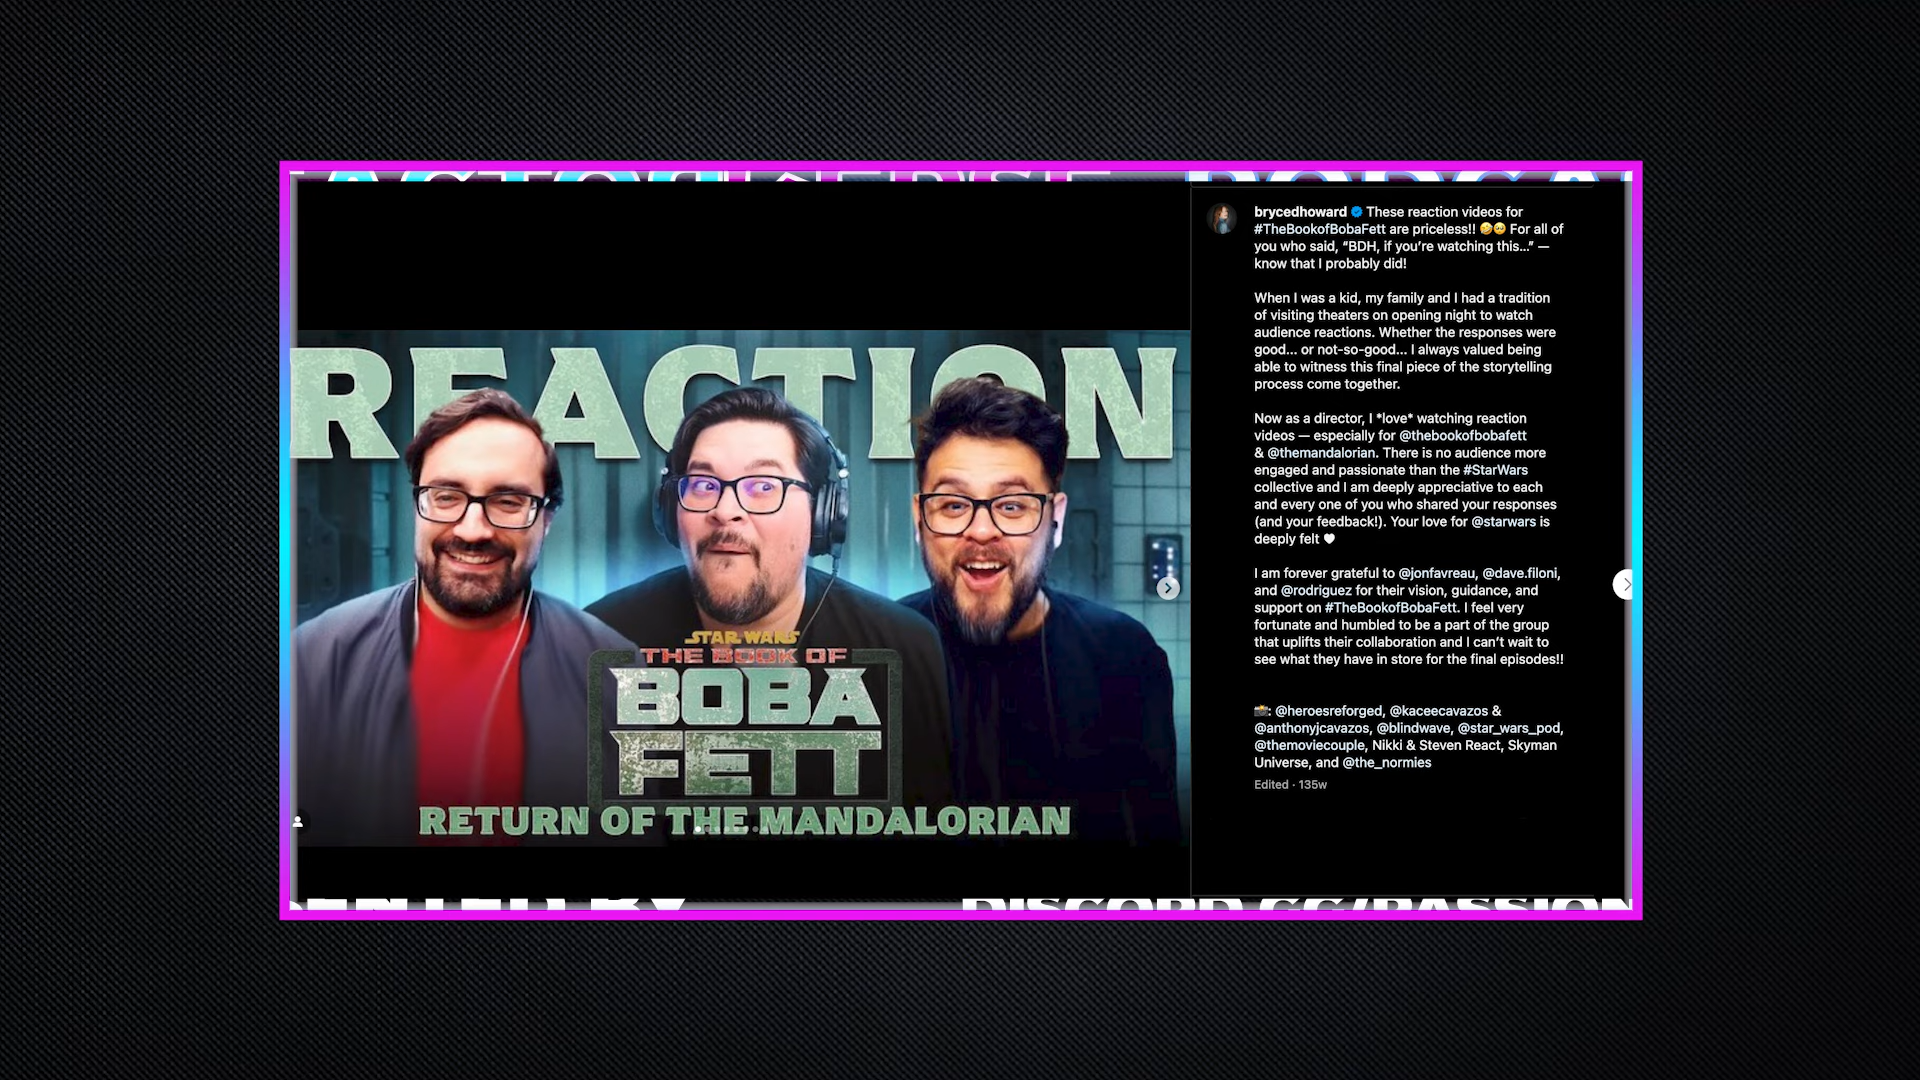 REACTION
STAR WARS
THE BOOK OF
BOBA
FETT
RETURN OF THE MANDALORIAN
brycedhoward These reaction videos for
#TheBookofBobaFett are priceless!! 🤣🥹 For all of
you who said, “BDH, if you’re watching this...” —
know that I probably did!
When I was a kid, my family and I had a tradition
of visiting theaters on opening night to watch
audience reactions. Whether the responses were
good... or not-so-good... I always valued being
able to witness this final piece of the storytelling
process come together.
Now as a director, I *love* watching reaction
videos — especially for @thebookofbobafett
& @themandalorian. There is no audience more
engaged and passionate than the #StarWars
collective and I am deeply appreciative to each
and every one of you who shared your responses
(and your feedback!). Your love for @starwars is
deeply felt 🤍
I am forever grateful to @jonfavreau, @dave.filoni,
and @rodriguez for their vision, guidance, and
support on #TheBookofBobaFett. I feel very
fortunate and humbled to be a part of the group
that uplifts their collaboration and I can’t wait to
see what they have in store for the final episodes!!
📸: @heroesreforged, @kaceecavazos &
@anthonyjcavazos, @blindwave, @star_wars_pod,
@themoviecouple, Nikki & Steven React, Skyman
Universe, and @the_normies
Edited · 135w
DISCORD.GG/PASSION